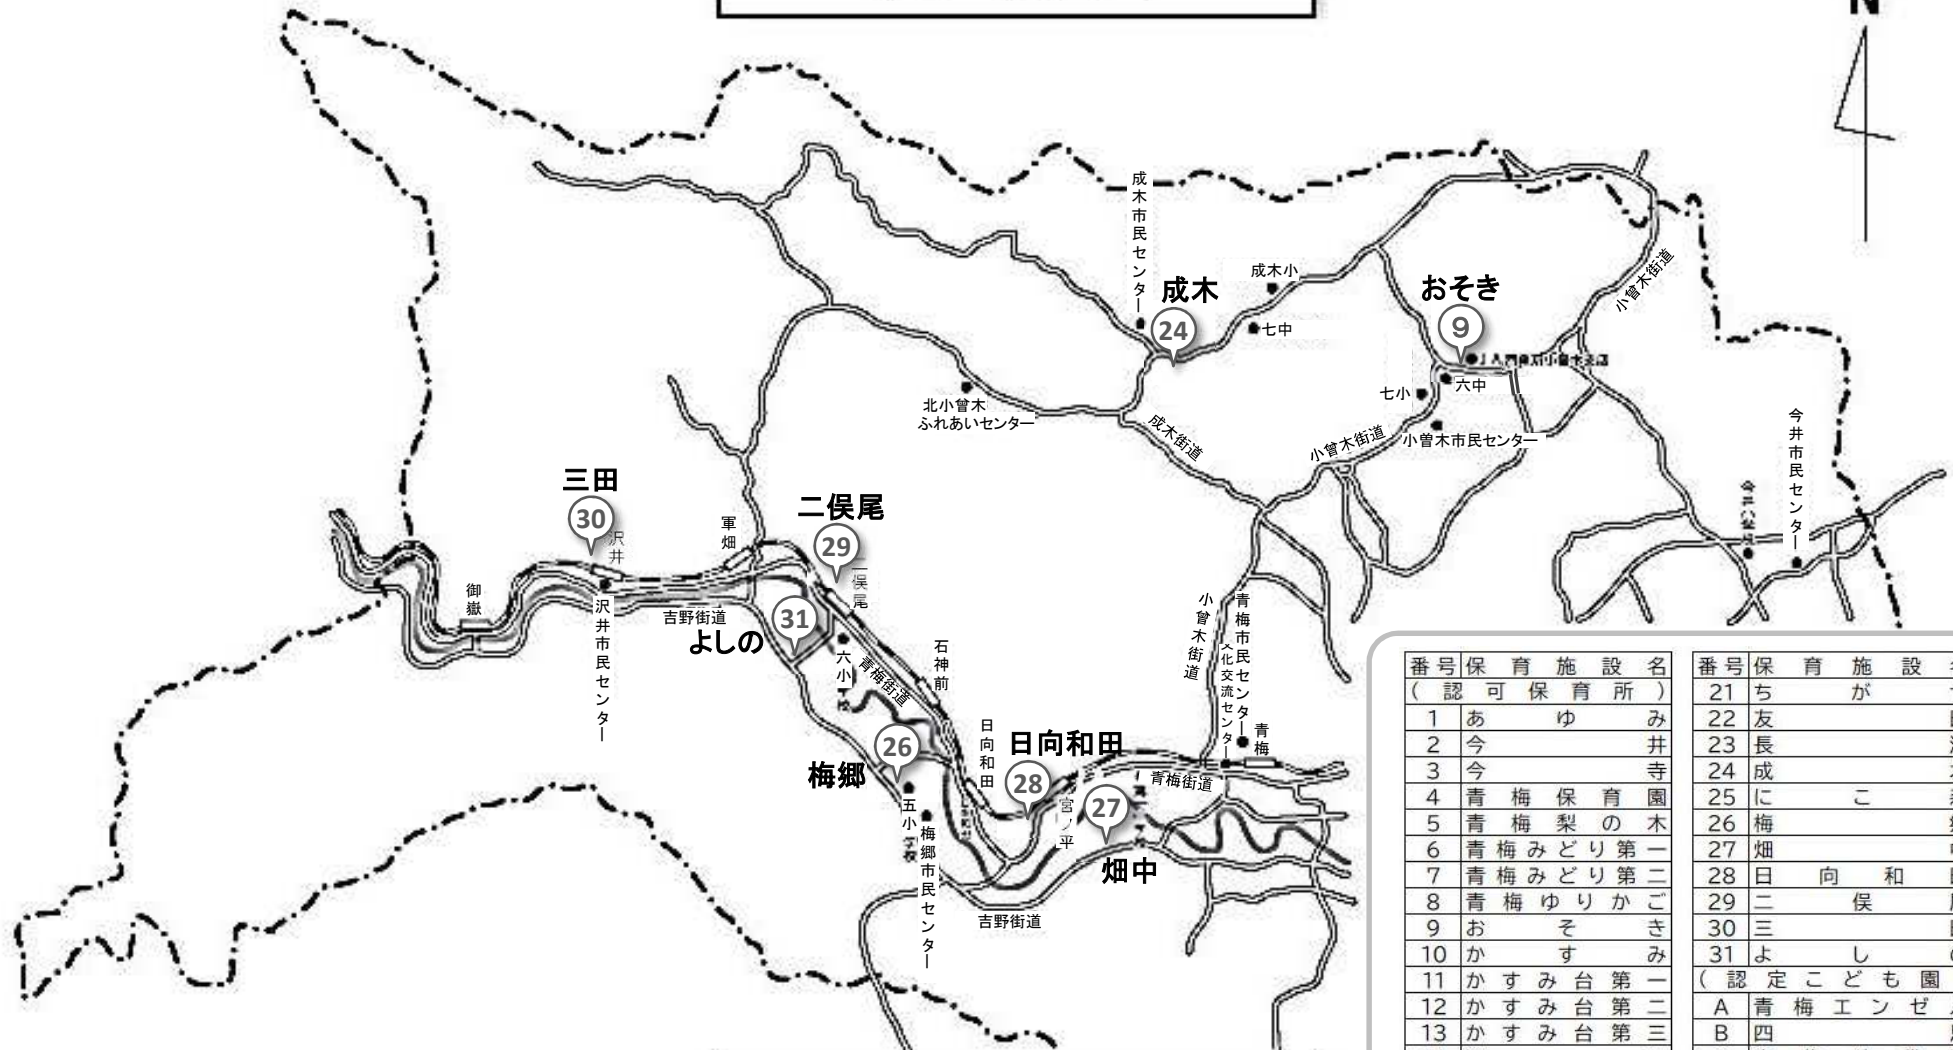 N
成木市民センター
成木
24
成木小
七中
おそき
9
小曾木街道
六中
七小
小曽木市民センター
小曾木街道
成木街道
北小曾木
ふれあいセンター
今井市民センター
三田
30
沢井
沢井市民センター
御嶽
軍畑
二俣尾
29
二俣尾
吉野街道
よしの
31
六小
青梅街道
石神前
梅郷
26
五小
梅郷市民センター
日向和田
日向和田
28
宮ノ平
27
畑中
青梅街道
吉野街道
小曾木街道
青梅市民センター
文化交流センター
青梅
番号 保育施設名
(認可保育所)
1 あゆみ
2 今井
3 今寺
4 青梅保育園
5 青梅梨の木
6 青梅みどり第一
7 青梅みどり第二
8 青梅ゆりかご
9 おそき
10 かすみ
11 かすみ台第一
12 かすみ台第二
13 かすみ台第三
番号 保育施設
21 ちが
22 友
23 長
24 成
25 にこ
26 梅
27 畑
28 日向和
29 二俣
30 三
31 よし
(認定こども園
A 青梅エンゼ
B 四